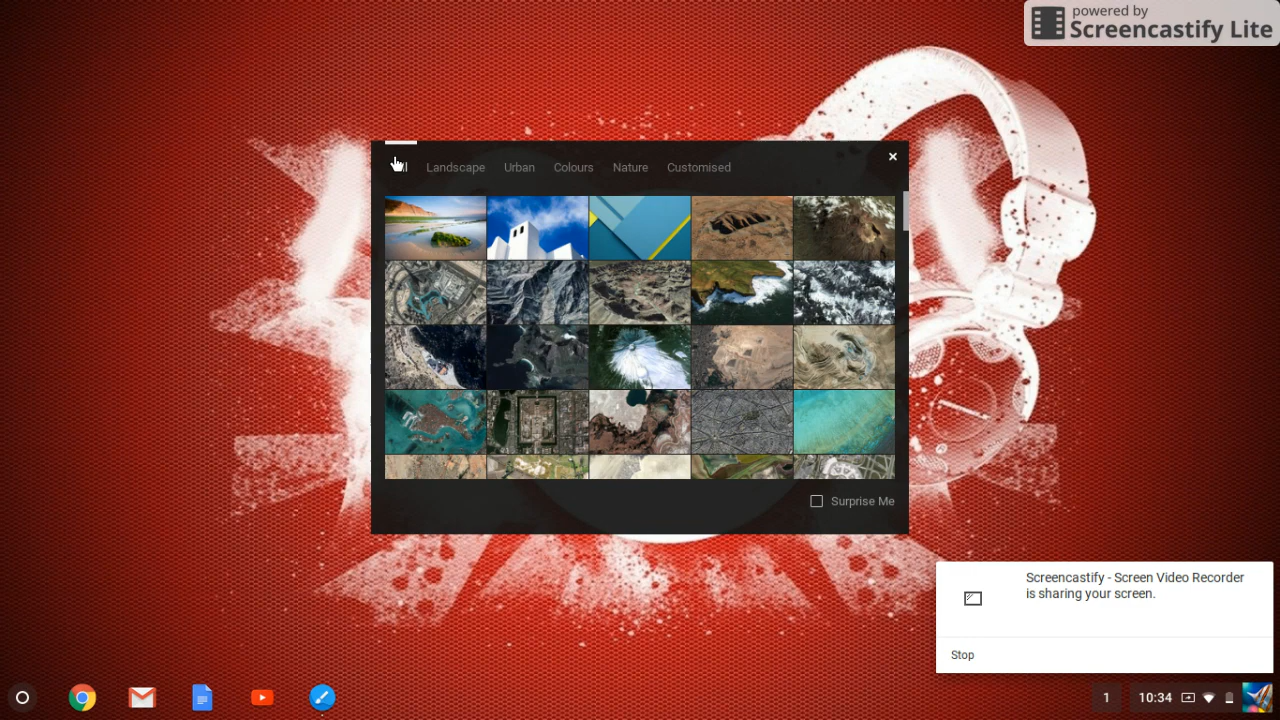 powered by
Screencastify Lite
Landscape Urban Colours Nature Customised
Surprise Me
Screencastify - Screen Video Recorder
is sharing your screen.
Stop
1 10:34